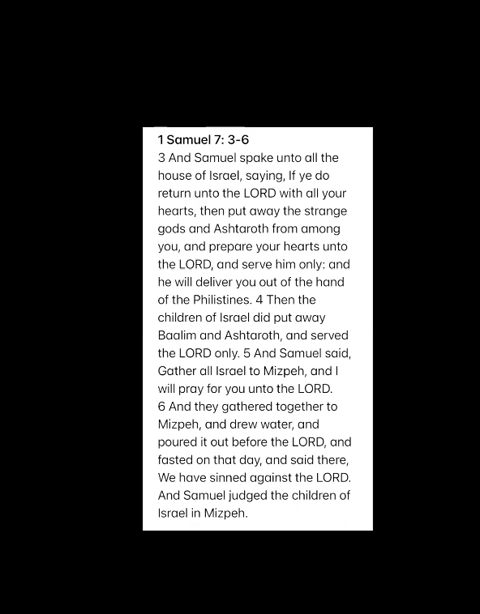 1 Samuel 7: 3-6
3 And Samuel spake unto all the
house of Israel, saying, If ye do
return unto the LORD with all your
hearts, then put away the strange
gods and Ashtaroth from among
you, and prepare your hearts unto
the LORD, and serve him only: and
he will deliver you out of the hand
of the Philistines. 4 Then the
children of Israel did put away
Baalim and Ashtaroth, and served
the LORD only. 5 And Samuel said,
Gather all Israel to Mizpeh, and I
will pray for you unto the LORD.
6 And they gathered together to
Mizpeh, and drew water, and
poured it out before the LORD, and
fasted on that day, and said there,
We have sinned against the LORD.
And Samuel judged the children of
Israel in Mizpeh.